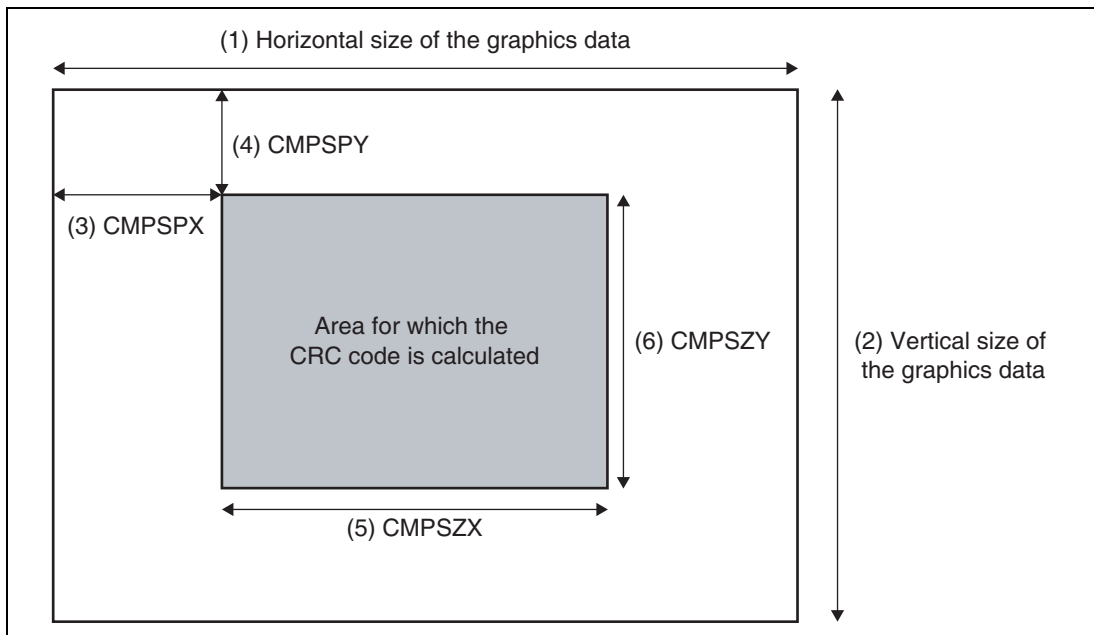 (1) Horizontal size of the graphics data
(4) CMPSPY
(3) CMPSPX
Area for which the
CRC code is calculated
(6) CMPSZY
(2) Vertical size of
the graphics data
(5) CMPSZX